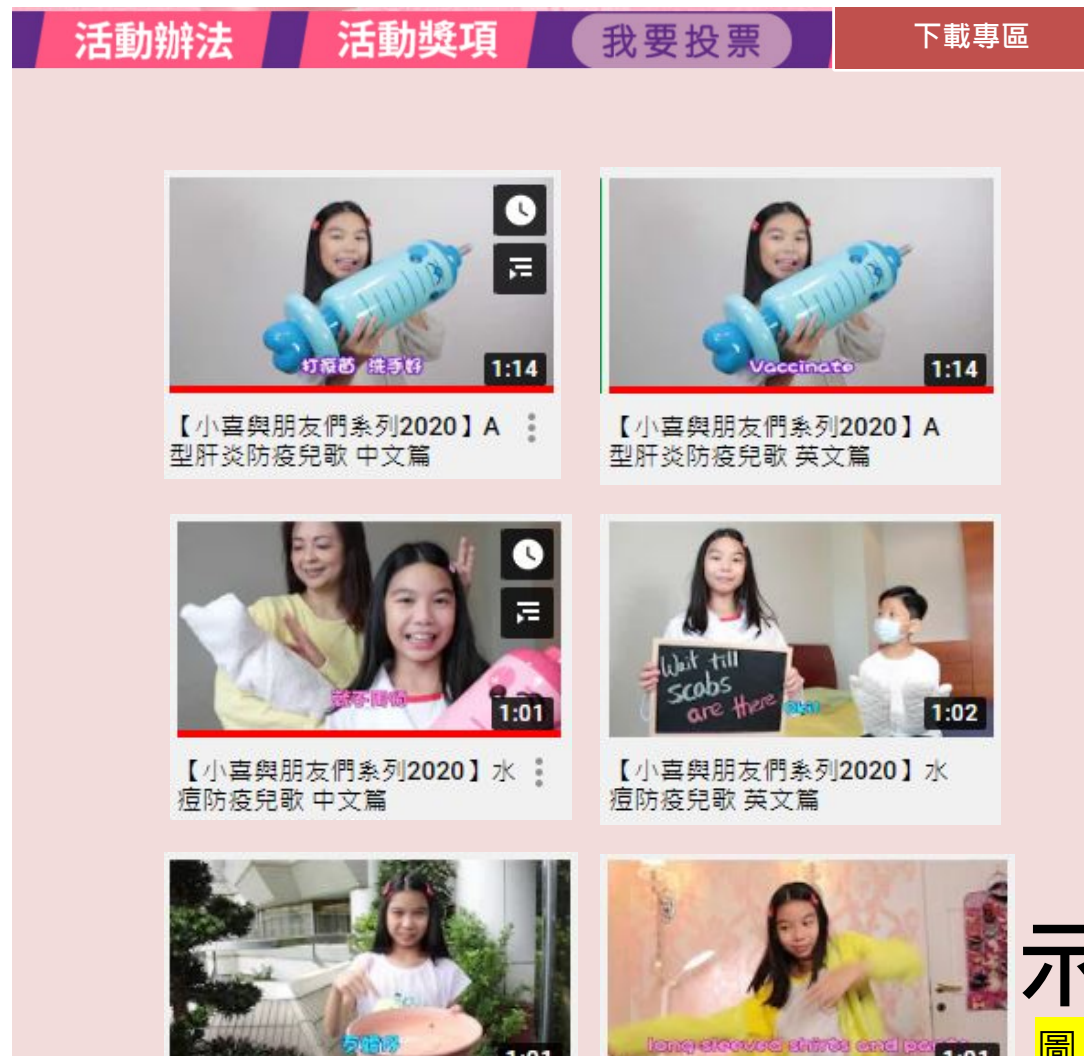 活動辦法 活動獎項 我要投票 下載專區
打疫苗 洗手好
1:14
Vaccinate
1:14
【小喜與朋友們系列2020】A
型肝炎防疫兒歌 中文篇
【小喜與朋友們系列2020】A
型肝炎防疫兒歌 英文篇
1:01
Wait till
scabs
are there
1:02
【小喜與朋友們系列2020】水
痘防疫兒歌 中文篇
【小喜與朋友們系列2020】水
痘防疫兒歌 英文篇
1:01
long-sleeved shirts and
1:01
示
圖